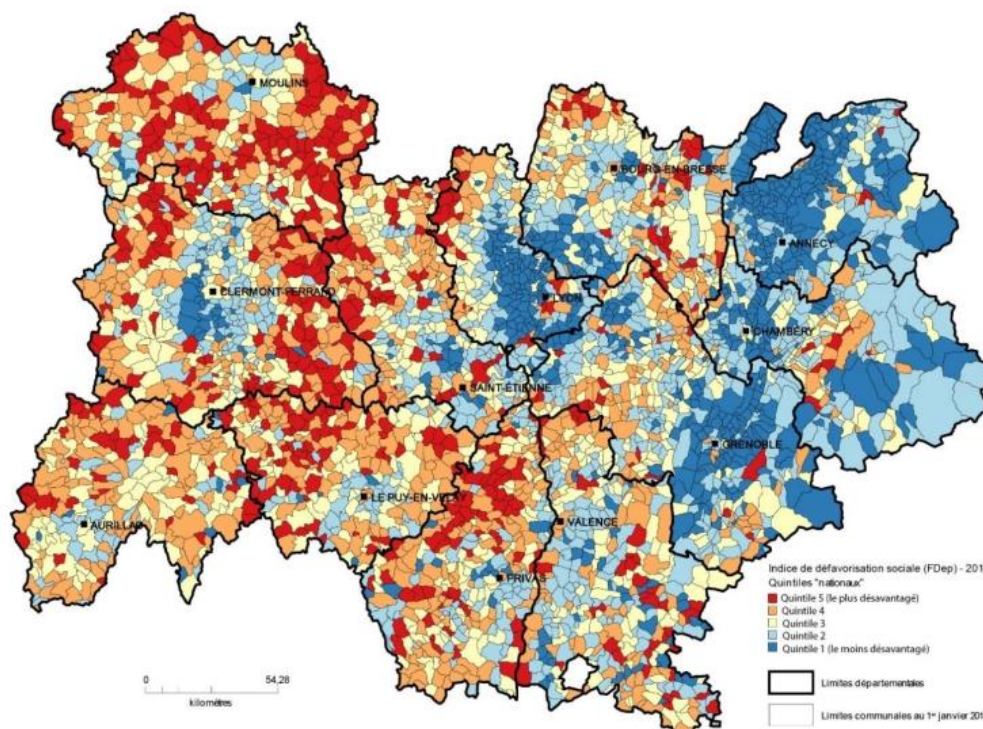 MOULINS
BOURG-EN-BRESSE
ANNECY
CLERMONT-FERRAND
LYON
CHAMBÉRY
SAINT-ÉTIENNE
GRENOBLE
LE PUY-EN-VELAY
AURILLAC
VALENCE
PRIVAS
Indice de défavorisation sociale (FDep) - 201
Quintiles "nationaux"
Quintile 5 (le plus désavantagé)
Quintile 4
Quintile 3
Quintile 2
Quintile 1 (le moins désavantagé)
0 54,28
kilomètres
Limites départementales
Limites communales au 1er janvier 201